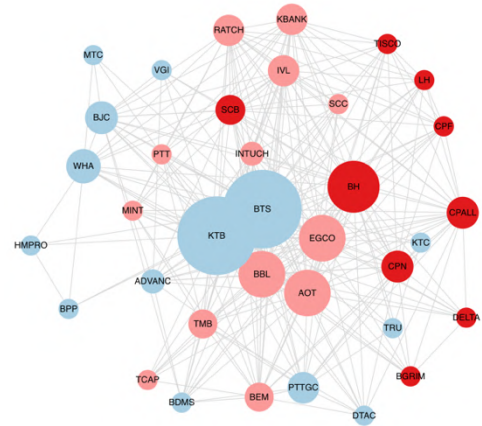 KBANK
RATCH
TISCO
MTC
VGI
IVL
LH
SCC
SCB
BJC
CPF
PTT
INTUCH
WHA
BH
MINT
BTS
CPALL
KTB
EGCO
KTC
HMPRO
CPN
BBL
ADVANC
AOT
BPP
DELTA
TMB
TRU
TCAP
BGRIM
PTTGC
BDMS
BEM
DTAC